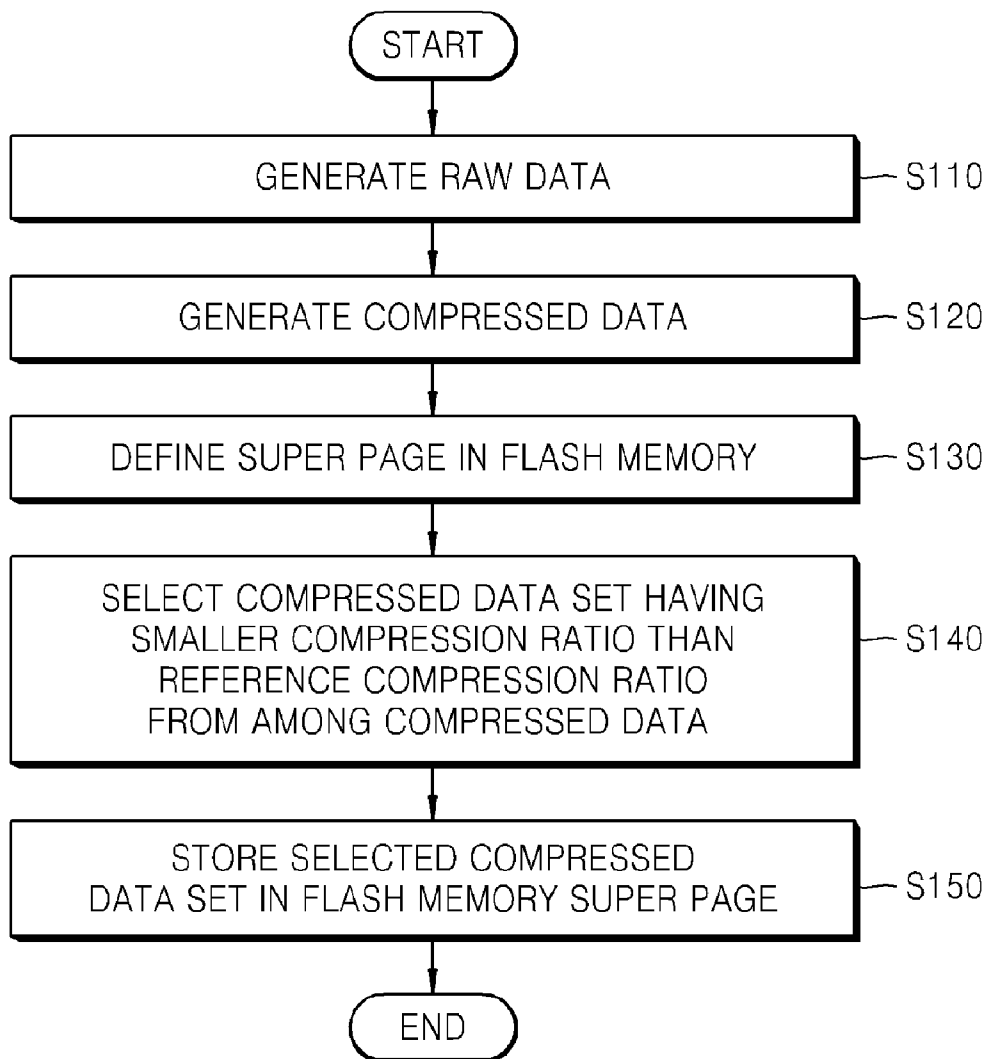 START
GENERATE RAW DATA
S110
GENERATE COMPRESSED DATA
S120
DEFINE SUPER PAGE IN FLASH MEMORY
S130
SELECT COMPRESSED DATA SET HAVING
SMALLER COMPRESSION RATIO THAN
REFERENCE COMPRESSION RATIO
FROM AMONG COMPRESSED DATA
S140
STORE SELECTED COMPRESSED
DATA SET IN FLASH MEMORY SUPER PAGE
S150
END